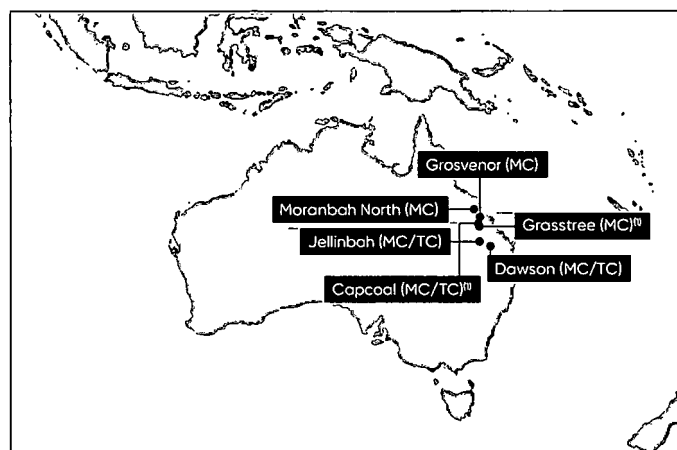 Grosvenor (MC)
Moranbah North (MC)
Grasstree (MC)⁽¹⁾
Jellinbah (MC/TC)
Dawson (MC/TC)
Capcoal (MC/TC)⁽¹⁾